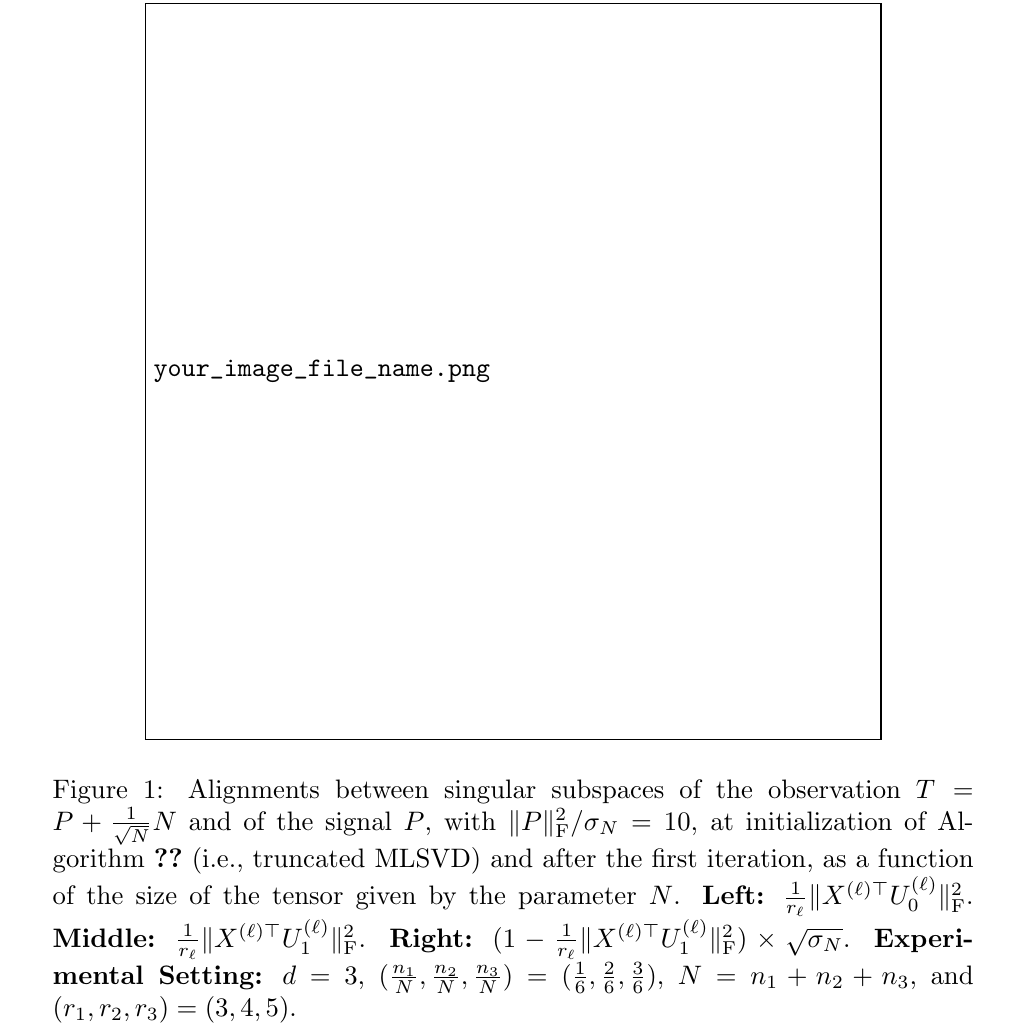 your_image_file_name.png
Figure 1: Alignments between singular subspaces of the observation $T =$
$P + \frac{1}{\sqrt{N}} N$ and of the signal $P$, with $\|P\|_{\mathrm{F}}^2/\sigma_N = 10$, at initialization of Al-
gorithm **??** (i.e., truncated MLSVD) and after the first iteration, as a function
of the size of the tensor given by the parameter $N$. **Left:** $\frac{1}{r_\ell}\|X^{(\ell)\top} U_0^{(\ell)}\|_{\mathrm{F}}^2$.
**Middle:** $\frac{1}{r_\ell}\|X^{(\ell)\top} U_1^{(\ell)}\|_{\mathrm{F}}^2$. **Right:** $(1 - \frac{1}{r_\ell}\|X^{(\ell)\top} U_1^{(\ell)}\|_{\mathrm{F}}^2) \times \sqrt{\sigma_N}$. **Experi-**
**mental Setting:** $d = 3$, $(\frac{n_1}{N}, \frac{n_2}{N}, \frac{n_3}{N}) = (\frac{1}{6}, \frac{2}{6}, \frac{3}{6})$, $N = n_1 + n_2 + n_3$, and
$(r_1, r_2, r_3) = (3, 4, 5)$.